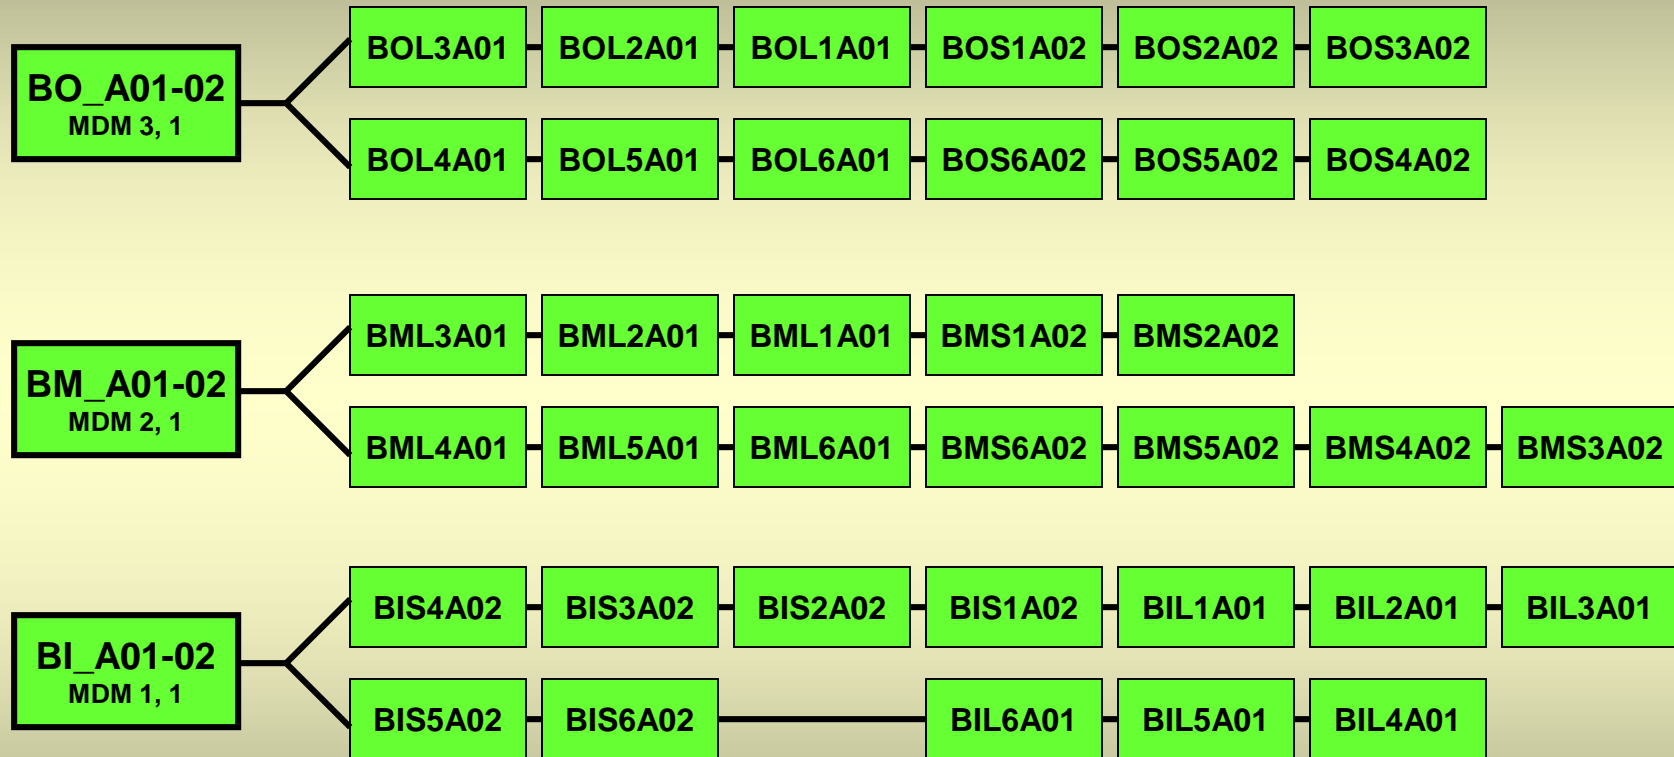 BOL3A01 BOL2A01 BOL1A01 BOS1A02 BOS2A02 BOS3A02
BO_A01-02
MDM 3, 1
BOL4A01 BOL5A01 BOL6A01 BOS6A02 BOS5A02 BOS4A02
BML3A01 BML2A01 BML1A01 BMS1A02 BMS2A02
BM_A01-02
MDM 2, 1
BML4A01 BML5A01 BML6A01 BMS6A02 BMS5A02 BMS4A02 BMS3A02
BIS4A02 BIS3A02 BIS2A02 BIS1A02 BIL1A01 BIL2A01 BIL3A01
BI_A01-02
MDM 1, 1
BIS5A02 BIS6A02 BIL6A01 BIL5A01 BIL4A01